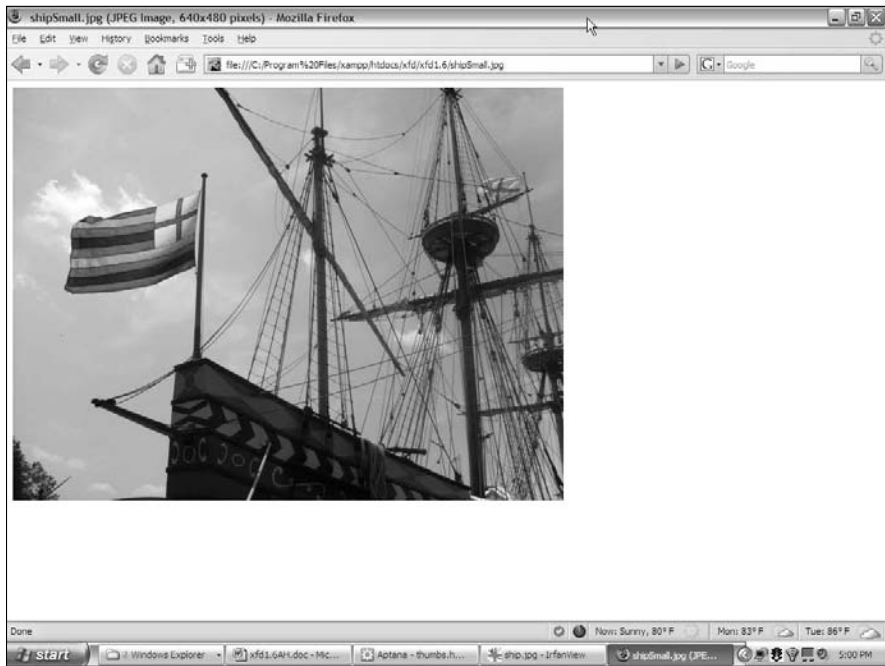 shipSmall.jpg (JPEG Image, 640x480 pixels) - Mozilla Firefox
File Edit View History Bookmarks Tools Help
file:///C:/Program%20Files/xampp/htdocs/xfd/xfd1.6/shipSmall.jpg
G Google
Done
Now: Sunny, 80° F
Mon: 83° F
Tue: 86° F
start
7 Windows Explorer
xfd1.6AH.doc - Mic...
Aptana - thumbs.h...
ship.jpg - IrfanView
shipSmall.jpg (JPE...
5:00 PM